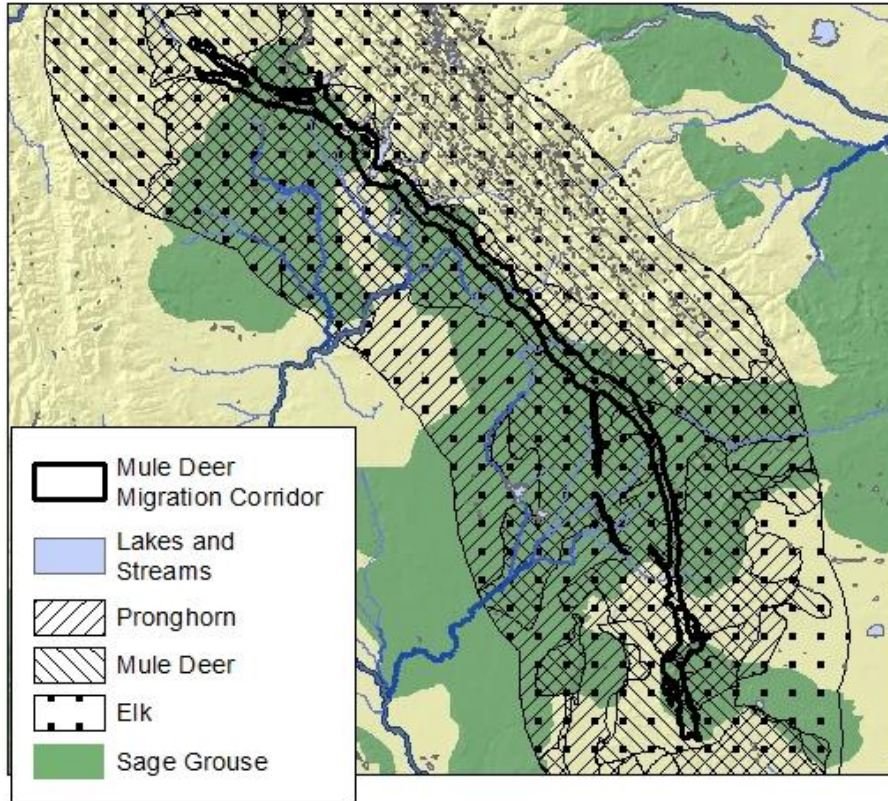 Mule Deer
Migration Corridor
Lakes and
Streams
Pronghorn
Mule Deer
Elk
Sage Grouse